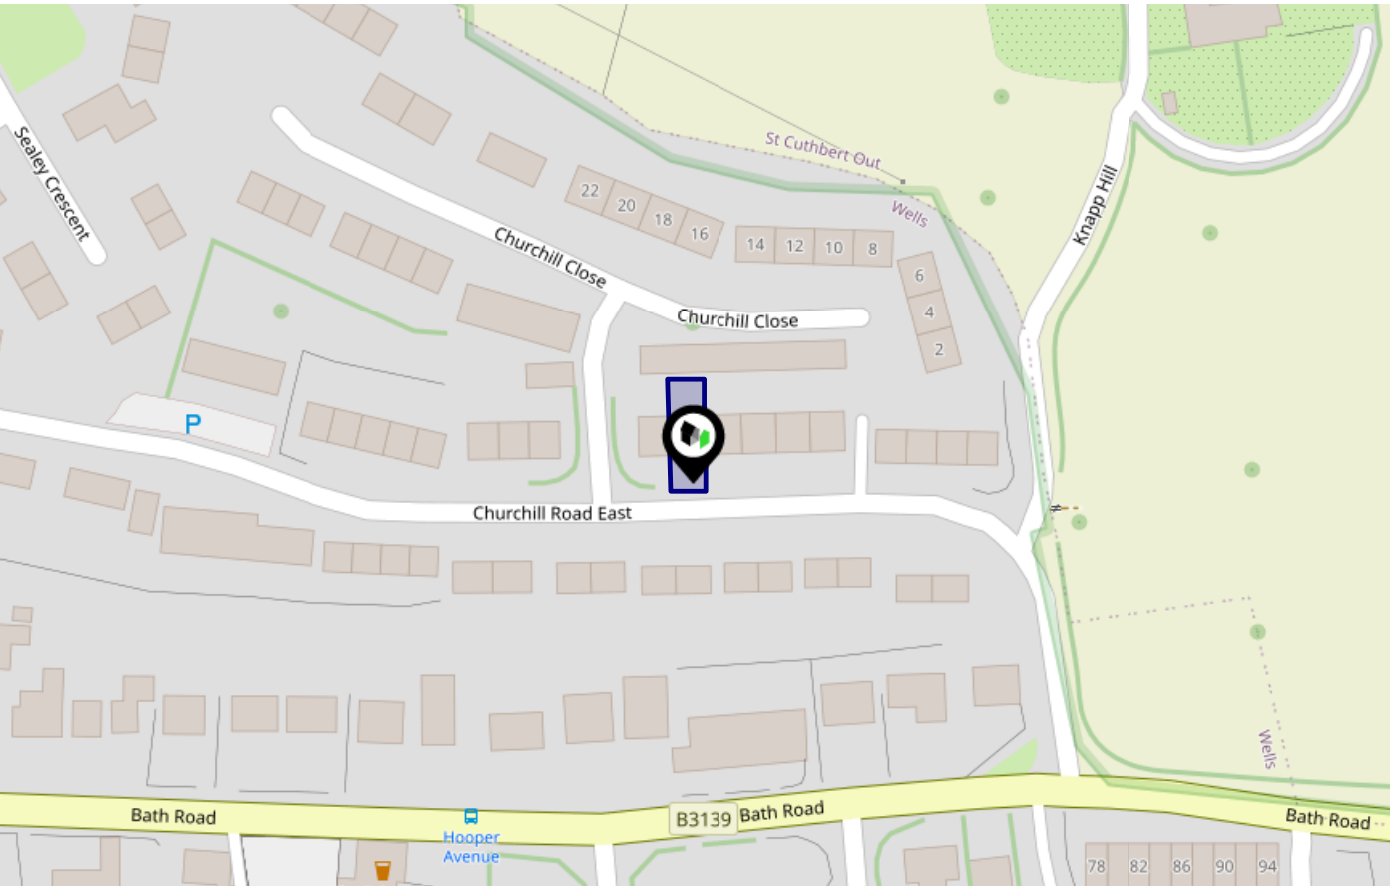 Sealey Crescent
St Cuthbert Out
Wells
Knapp Hill
22
20
18
16
14
12
10
8
6
4
2
Churchill Close
Churchill Close
P
Churchill Road East
Wells
Bath Road
B3139
Bath Road
Bath Road
Hooper
Avenue
78
82
86
90
94